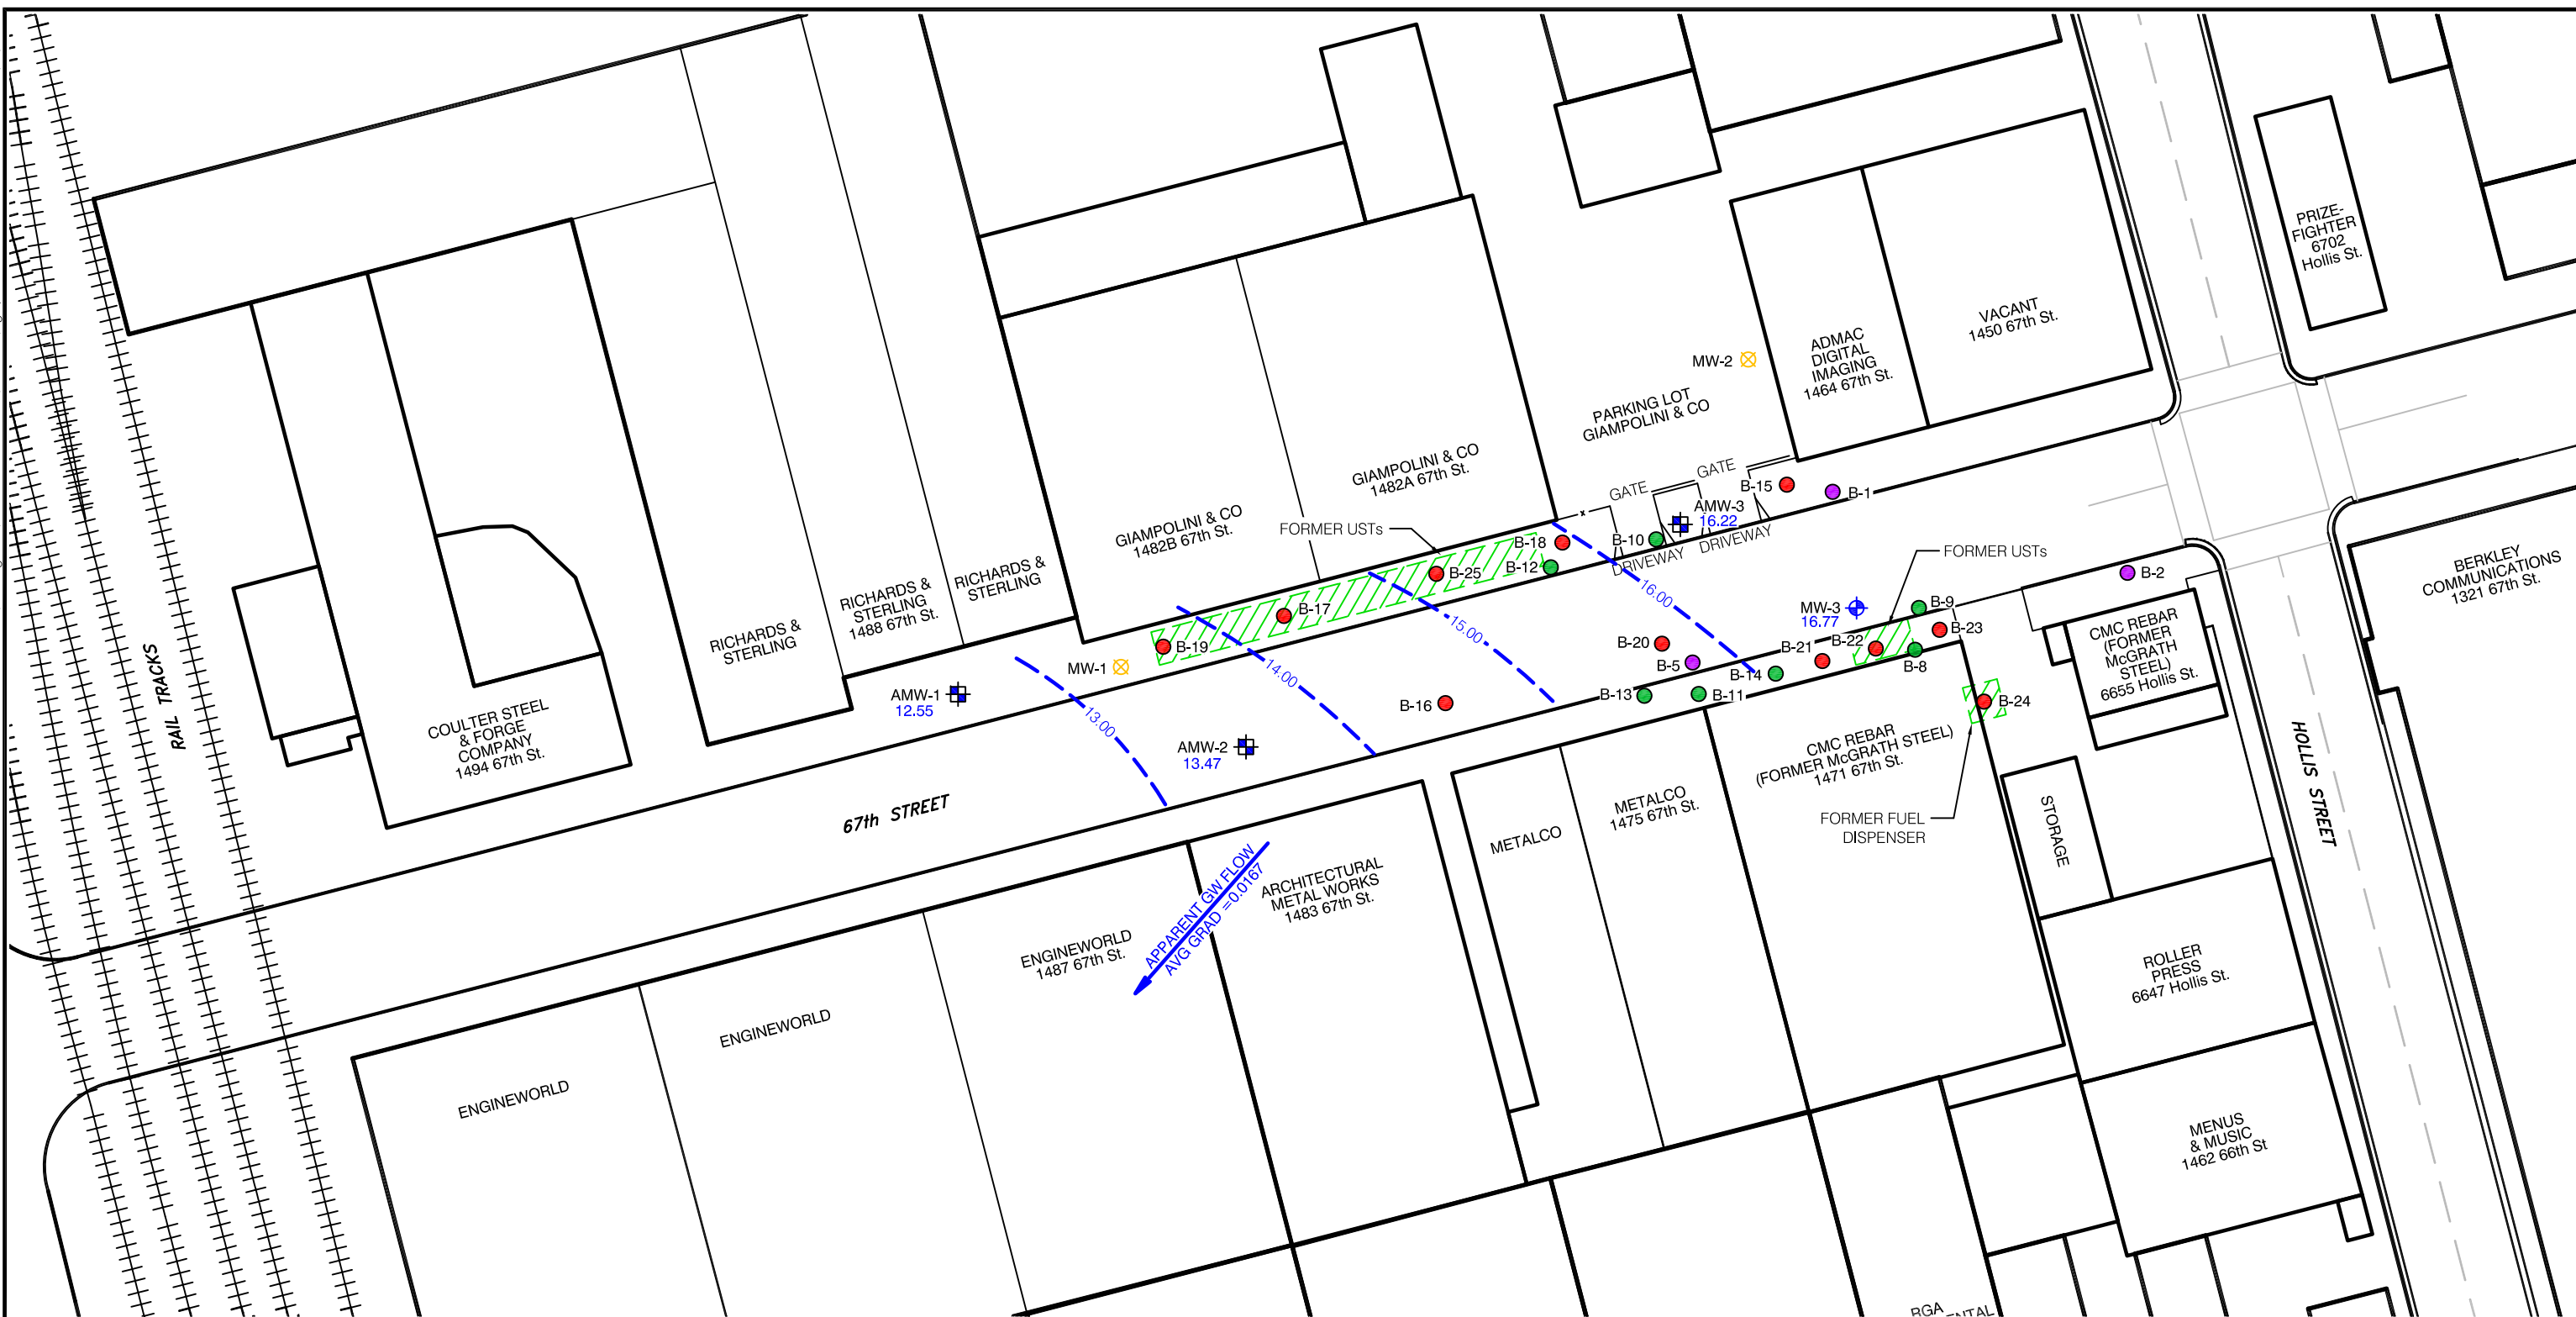 PRIZE-
FIGHTER
6702
Hollis St.
VACANT
1450 67th St.
ADMAC
DIGITAL
IMAGING
1464 67th St.
MW-2
PARKING LOT
GIAMPOLINI & CO
GIAMPOLINI & CO
1482A 67th St.
GIAMPOLINI & CO
1482B 67th St.
GATE
GATE
B-15
B-1
AMW-3
16.22
FORMER USTs
B-18
B-10
DRIVEWAY
DRIVEWAY
B-12
B-25
FORMER USTs
BERKLEY
COMMUNICATIONS
1321 67th St.
B-2
16.00
MW-3
16.77
B-9
B-17
15.00
B-19
B-20
B-21
B-22
B-23
CMC REBAR
(FORMER
McGRATH
STEEL)
6655 Hollis St.
RICHARDS &
STERLING
RICHARDS &
STERLING
1488 67th St.
RICHARDS &
STERLING
MW-1
14.00
B-5
B-14
B-8
AMW-1
12.55
13.00
B-16
B-13
B-11
B-24
RAIL TRACKS
COULTER STEEL
& FORGE
COMPANY
1494 67th St.
AMW-2
13.47
CMC REBAR
(FORMER McGRATH STEEL)
1471 67th St.
HOLLIS STREET
67th STREET
METALCO
METALCO
1475 67th St.
FORMER FUEL
DISPENSER
STORAGE
APPARENT GW FLOW
AVG GRAD =0.0167
ARCHITECTURAL
METAL WORKS
1483 67th St.
ENGINEWORLD
1487 67th St.
ROLLER
PRESS
6647 Hollis St.
ENGINEWORLD
ENGINEWORLD
MENUS
& MUSIC
1462 66th St
RGA